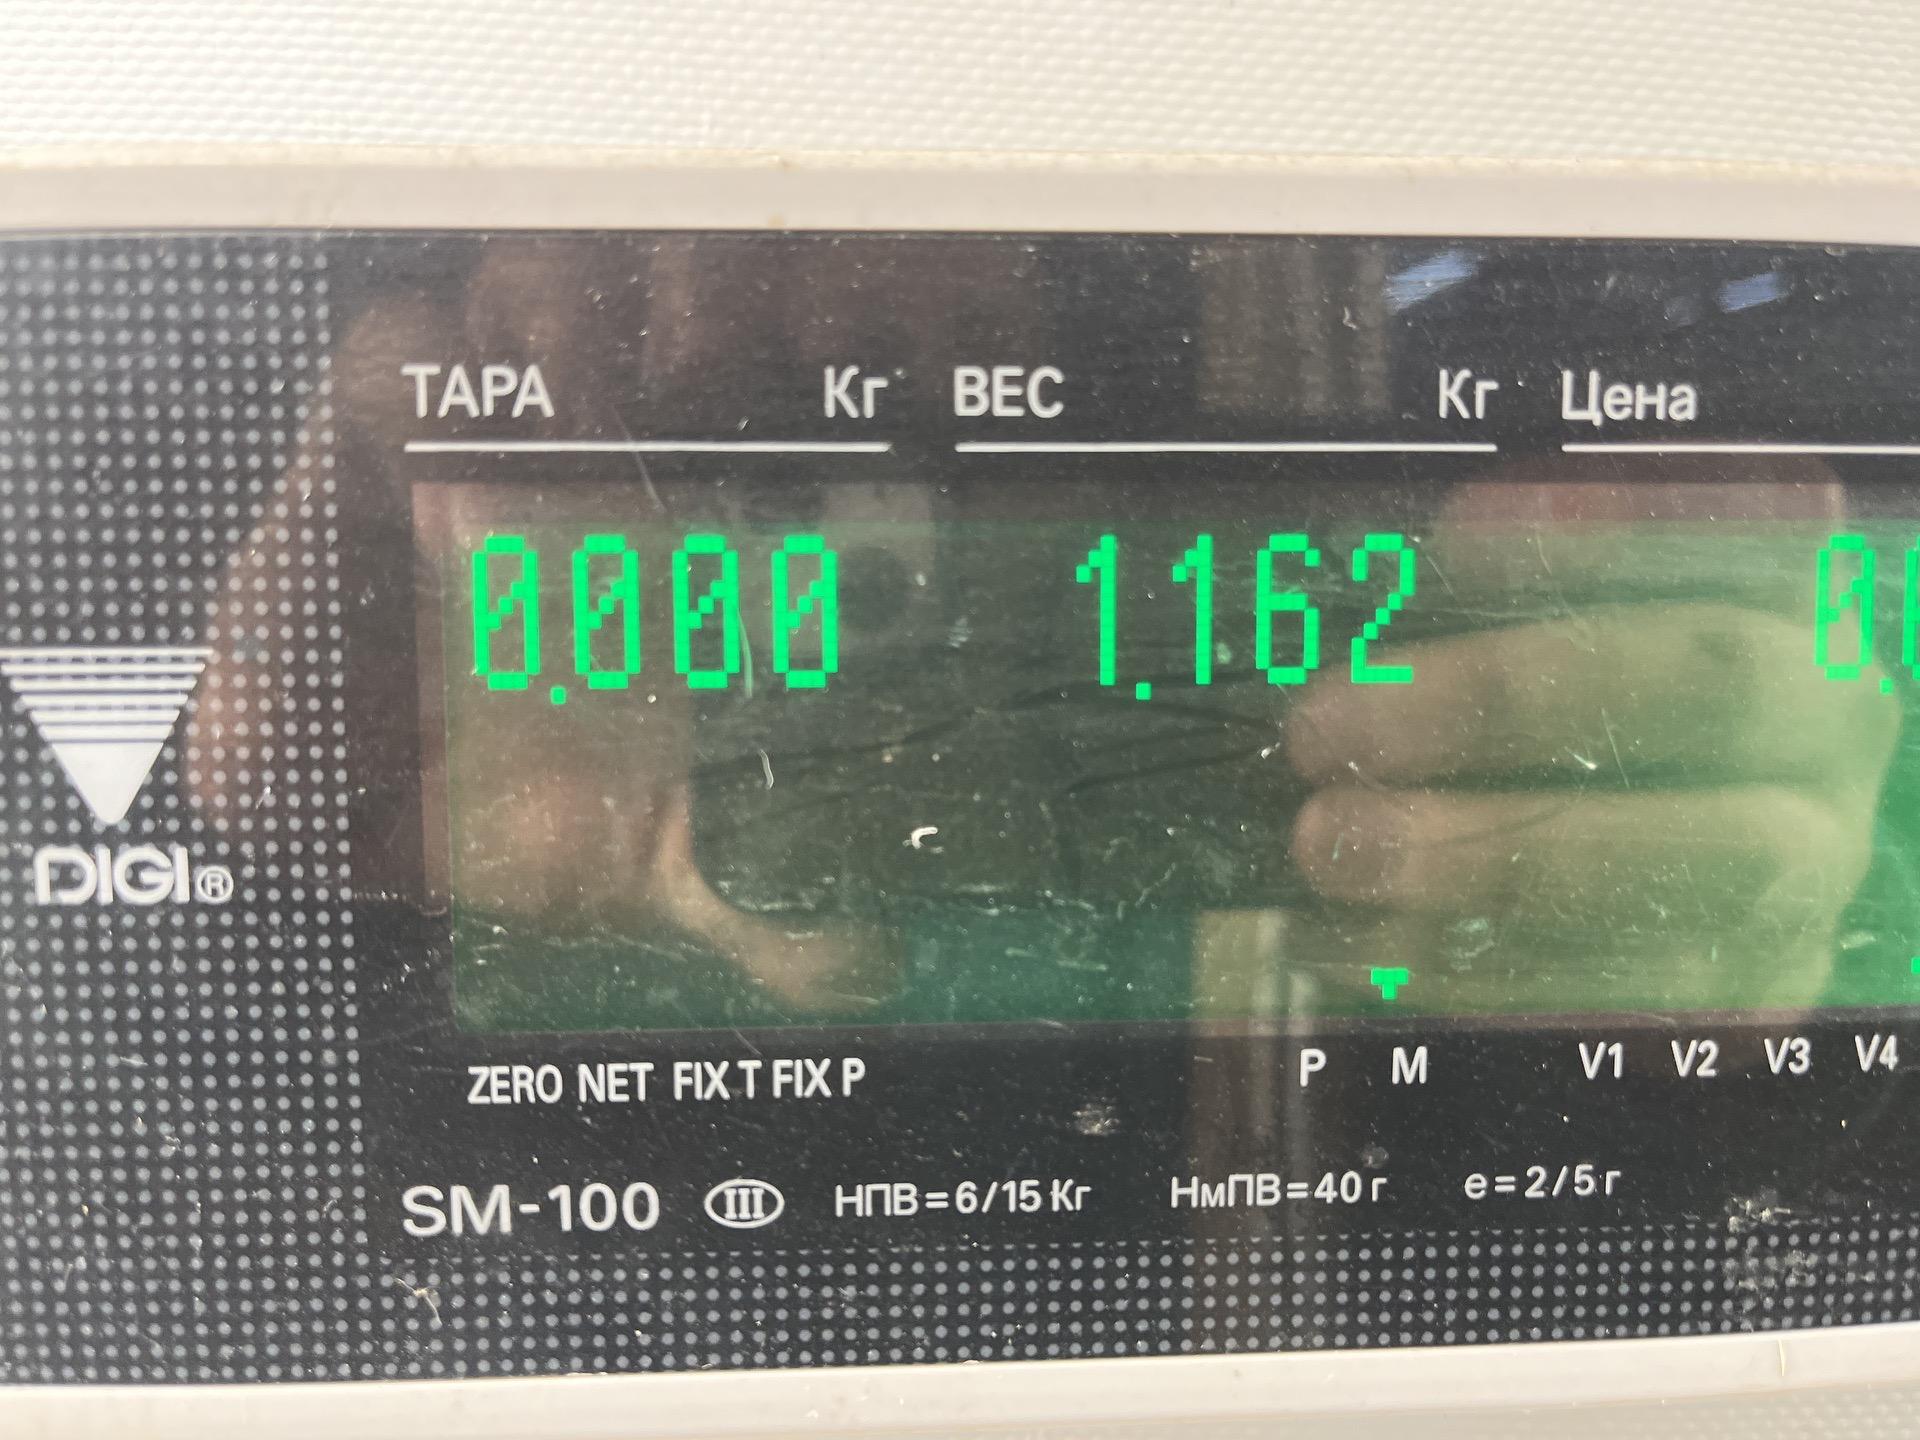 ТАРА Кг ВЕС Кг Цена
0.000 1.162 0.
DIGI®
ZERO NET FIX T FIX P P M V1 V2 V3 V4
SM-100 III НПВ=6/15 Кг НмПВ=40 г e=2/5 г